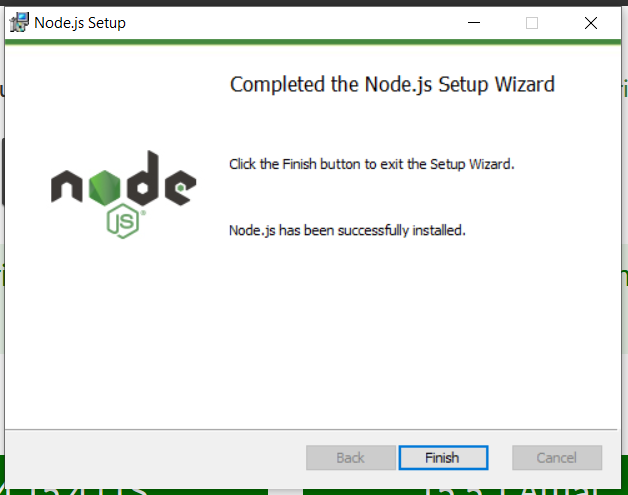 Node.js Setup
Completed the Node.js Setup Wizard
Click the Finish button to exit the Setup Wizard.
node
JS
Node.js has been successfully installed.
Back
Finish
Cancel